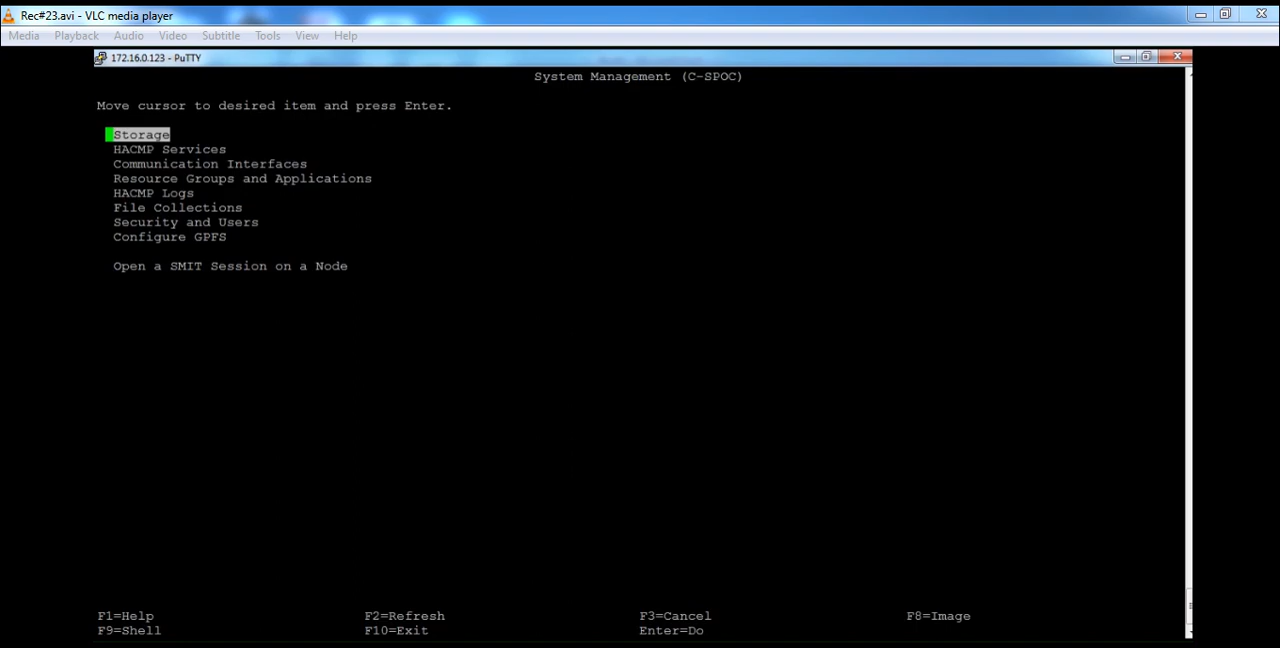 Rec#23.avi - VLC media player
Media Playback Audio Video Subtitle Tools View Help
172.16.0.123 - PuTTY
System Management (C-SPOC)
Move cursor to desired item and press Enter.
Storage
HACMP Services
Communication Interfaces
Resource Groups and Applications
HACMP Logs
File Collections
Security and Users
Configure GPFS
Open a SMIT Session on a Node
F1=Help F2=Refresh F3=Cancel F8=Image
F9=Shell F10=Exit Enter=Do